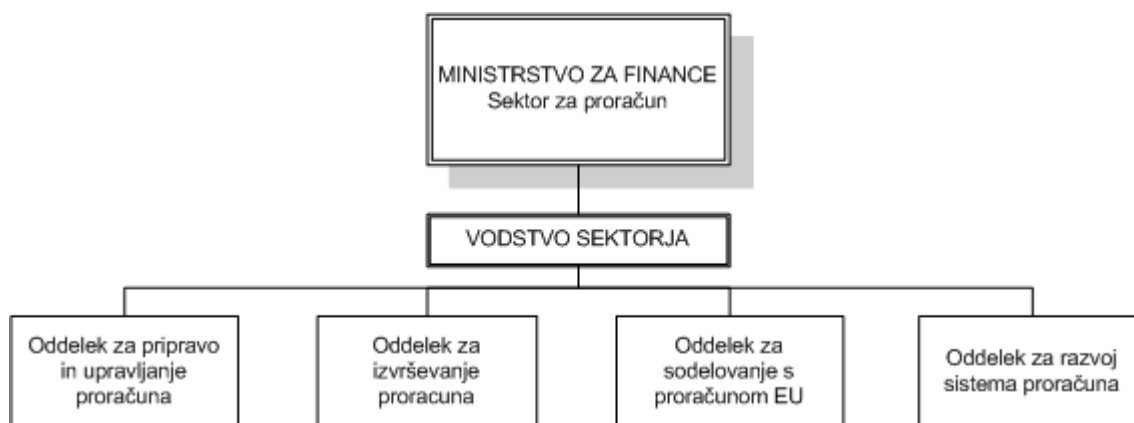 MINISTRSTVO ZA FINANCE
Sektor za proračun
VODSTVO SEKTORJA
Oddelek za pripravo
in upravljanje
proračuna
Oddelek za
izvrševanje
proracuna
Oddelek za
sodelovanje s
proračunom EU
Oddelek za razvoj
sistema proračuna